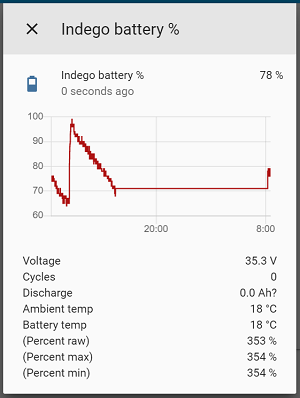 Indego battery %
Indego battery % 78 %
0 seconds ago
100
90
80
70
60
20:00 8:00
Voltage 35.3 V
Cycles 0
Discharge 0.0 Ah?
Ambient temp 18 °C
Battery temp 18 °C
(Percent raw) 353 %
(Percent max) 354 %
(Percent min) 354 %